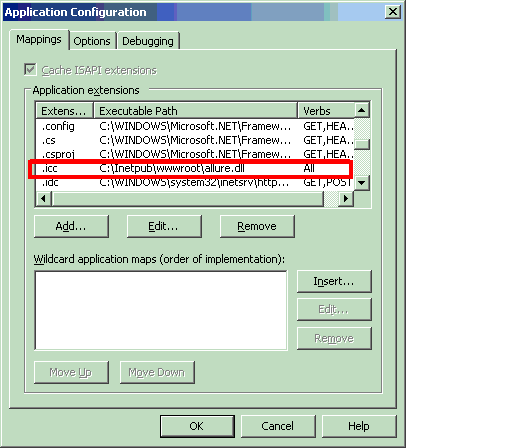 Application Configuration
Mappings Options Debugging
Cache ISAPI extensions
Application extensions
Extens... Executable Path Verbs
.config C:\WINDOWS\Microsoft.NET\Framew... GET,HEA...
.cs C:\WINDOWS\Microsoft.NET\Framew... GET,HEA...
.csproj C:\WINDOWS\Microsoft.NET\Framew... GET,HEA...
.icc C:\Inetpub\wwwroot\allure.dll All
.idc C:\WINDOWS\system32\inetsrv\http... GET,POST
Add... Edit... Remove
Wildcard application maps (order of implementation):
Insert...
Edit...
Remove
Move Up Move Down
OK Cancel Help